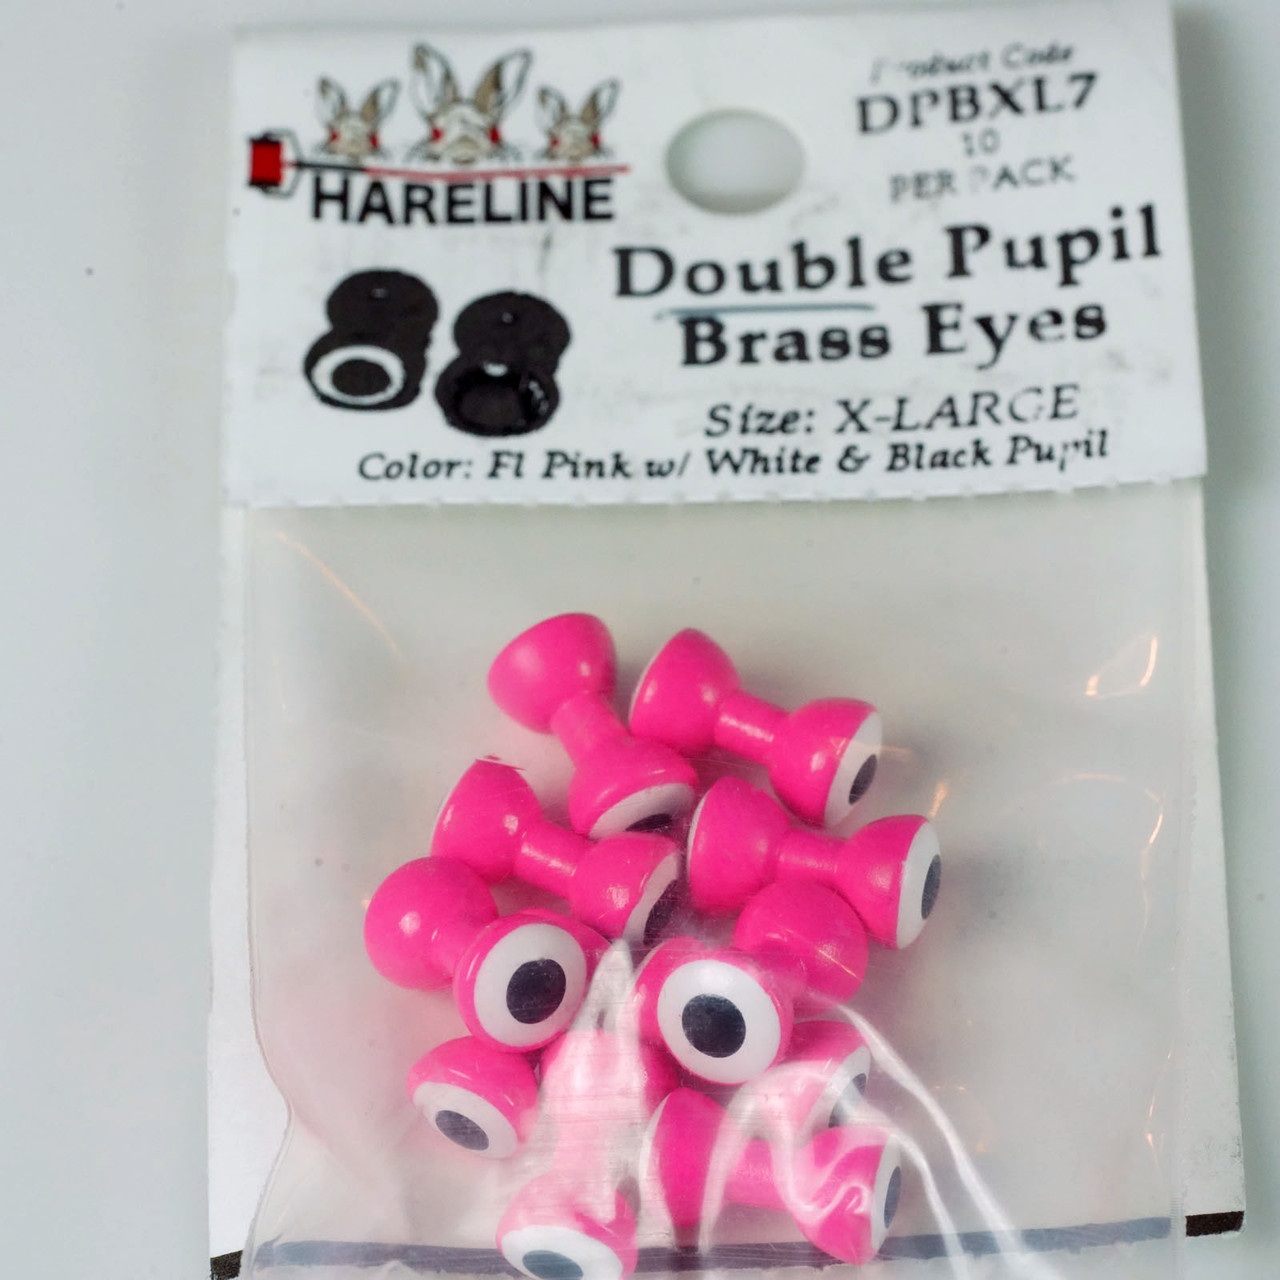 HARELINE
Product Code
DPBXL7
10
PER PACK
Double Pupil
Brass Eyes
Size: X-LARGE
Color: Fl Pink w/ White & Black Pupil